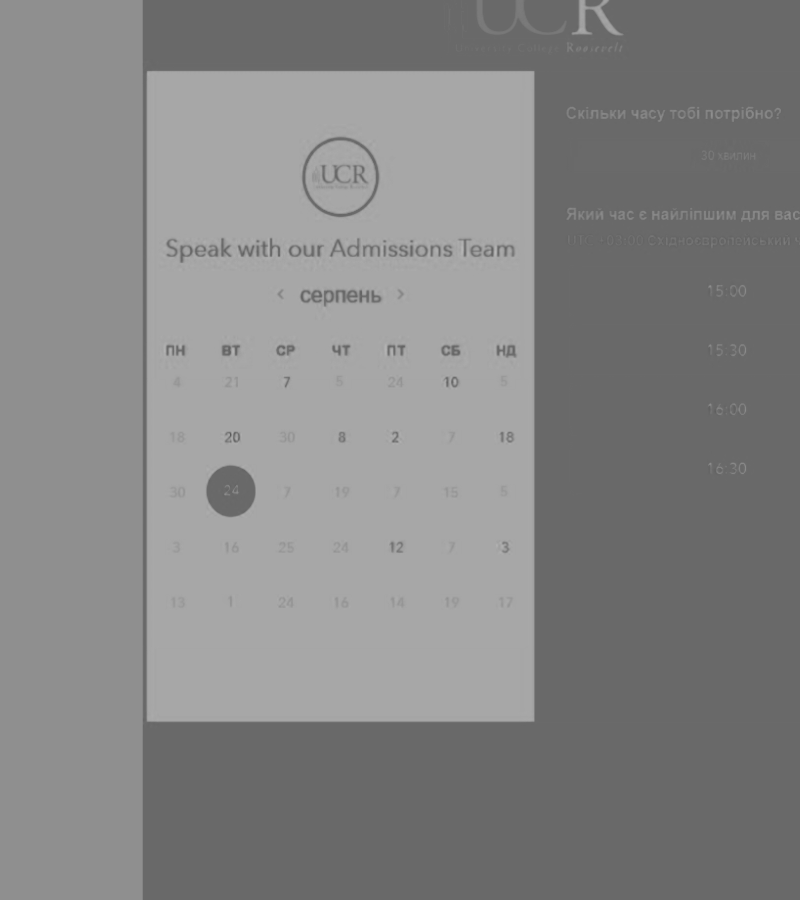 UCR
University College Roosevelt
UCR
Speak with our Admissions Team
‹ серпень ›
ПН ВТ СР ЧТ ПТ СБ НД
4 21 7 5 24 10 5
18 20 30 8 2 7 18
30 24 7 19 7 15 5
3 16 25 24 12 7 3
13 1 24 16 14 19 17
Скільки часу тобі потрібно?
30 хвилин
Який час є найліпшим для вас
Східноєвропейський
15:00
15:30
16:00
16:30